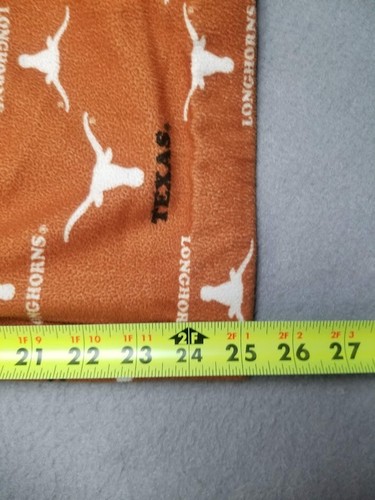 LONGHORNS
LONGHORNS
TEXAS.
LONGHORNS®
LONGHORNS
1F 9 1F 10 1F 11 2F 1 2F 2 2F 3
21 22 23 24 25 26 27